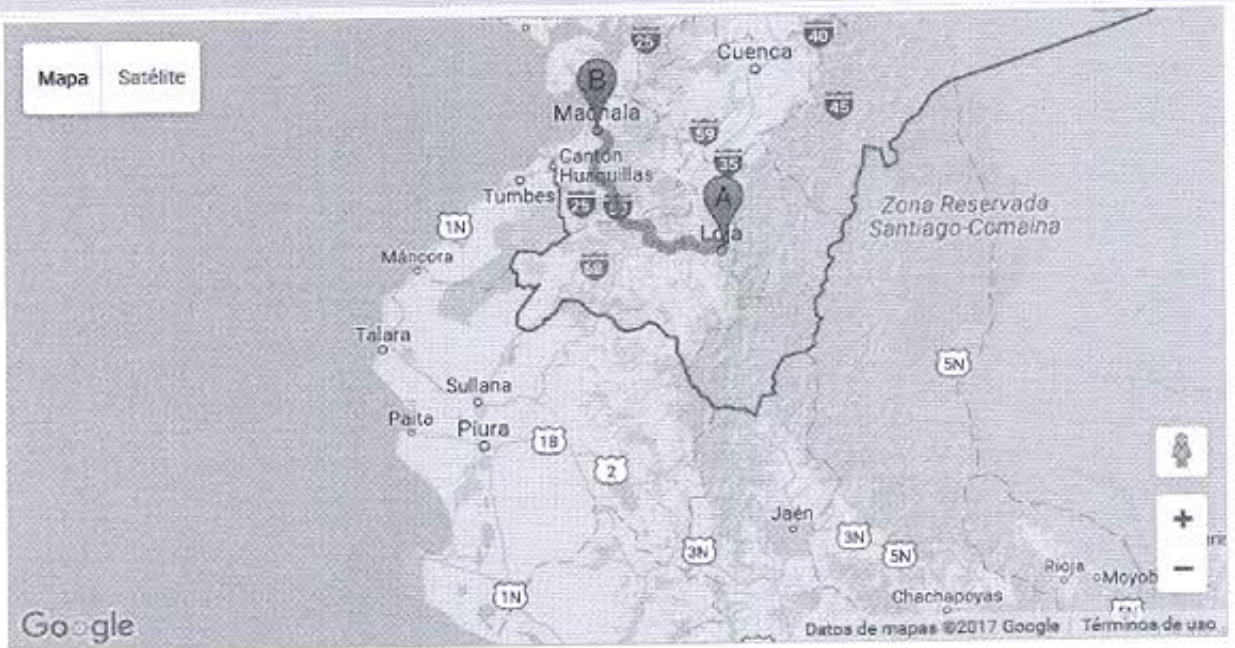 Mapa
Satélite
25
40
Cuenca
B
Machala
45
59
35
Cantón
Huaquillas
A
Tumbes
25
Loja
Zona Reservada
Santiago-Comaina
1N
Máncora
68
Talara
5N
Sullana
Paita
Piura
1B
2
Jaén
3N
3N
5N
Rioja
Moyob
1N
Chachapoyas
5N
Google
Datos de mapas ©2017 Google
Términos de uso